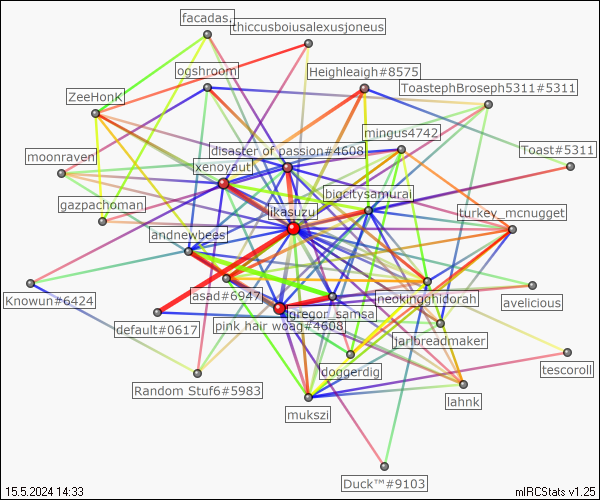 facadas,
thiccusboiusalexusjoneus
ogshroom
Heighleaigh#8575
ToastephBroseph5311#5311
ZeeHonK
mingus4742
disaster of passion#4608
Toast#5311
moonraven
xenoyaut
bigcitysamurai
gazpachoman
likasuzu
turkey_mcnugget
andnewbees
Knowun#6424
asad#6947
neokingghidorah
avelicious
gregor_samsa
default#0617
pink hair woag#4608
jarlbreadmaker
doggerdig
tescoroll
Random Stuf6#5983
lahnk
mukszi
Duck™#9103
15.5.2024 14:33
mIRCStats v1.25